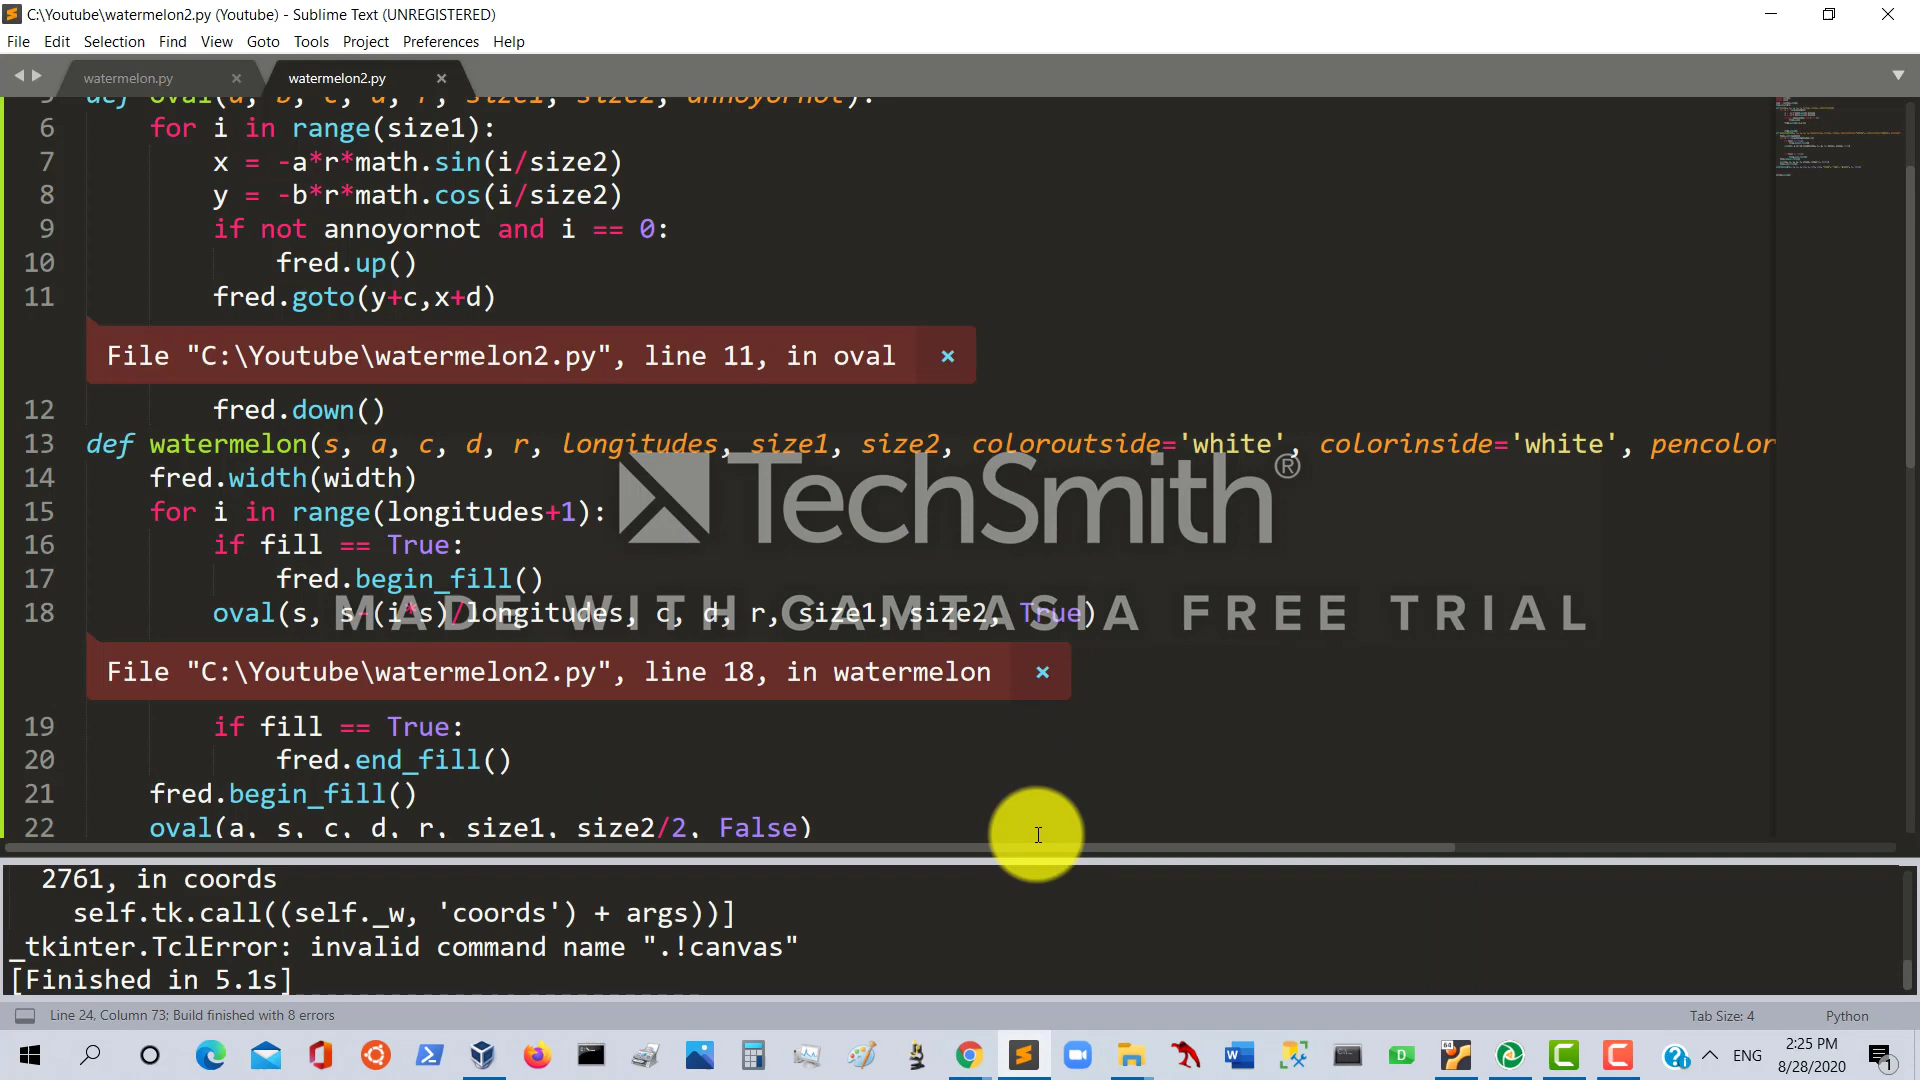 C:\Youtube\watermelon2.py (Youtube) - Sublime Text (UNREGISTERED)
File Edit Selection Find View Goto Tools Project Preferences Help
watermelon.py × watermelon2.py ×
6 for i in range(size1):
7 x = -a*r*math.sin(i/size2)
8 y = -b*r*math.cos(i/size2)
9 if not annoyornot and i == 0:
10 fred.up()
11 fred.goto(y+c,x+d)
File "C:\Youtube\watermelon2.py", line 11, in oval ×
12 fred.down()
13 def watermelon(s, a, c, d, r, longitudes, size1, size2, coloroutside='white', colorinside='white', pencolor
14 fred.width(width)
15 for i in range(longitudes+1):
16 if fill == True:
17 fred.begin_fill()
18 oval(s, s-(i*s)/longitudes, c, d, r, size1, size2, True)
TechSmith®
MADE WITH CAMTASIA FREE TRIAL
File "C:\Youtube\watermelon2.py", line 18, in watermelon ×
19 if fill == True:
20 fred.end_fill()
21 fred.begin_fill()
22 oval(a, s, c, d, r, size1, size2/2, False)
2761, in coords
self.tk.call((self._w, 'coords') + args))]
_tkinter.TclError: invalid command name ".!canvas"
[Finished in 5.1s]
Line 24, Column 73; Build finished with 8 errors Tab Size: 4 Python
ENG 2:25 PM
8/28/2020